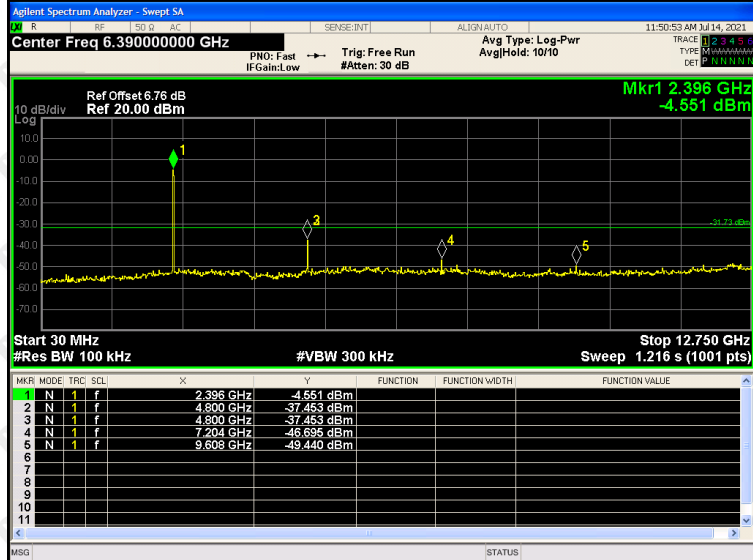 Agilent Spectrum Analyzer - Swept SA
R RF 50 Ω AC SENSE:INT ALIGN AUTO 11:50:53 AM Jul 14, 2021
Center Freq 6.390000000 GHz Avg Type: Log-Pwr TRACE 1 2 3 4 5 6
PNO: Fast Trig: Free Run Avg|Hold: 10/10 TYPE M
IFGain:Low #Atten: 30 dB DET P N N N N N
Mkr1 2.396 GHz
Ref Offset 6.76 dB -4.551 dBm
10 dB/div Ref 20.00 dBm
Log
10.0
1
0.00
-10.0
-20.0
3
-30.0 -31.73 dBm
4
-40.0
5
-50.0
-60.0
-70.0
Start 30 MHz Stop 12.750 GHz
#Res BW 100 kHz #VBW 300 kHz Sweep 1.216 s (1001 pts)
MKR MODE TRC SCL X Y FUNCTION FUNCTION WIDTH FUNCTION VALUE
1 N 1 f 2.396 GHz -4.551 dBm
2 N 1 f 4.800 GHz -37.453 dBm
3 N 1 f 4.800 GHz -37.453 dBm
4 N 1 f 7.204 GHz -46.695 dBm
5 N 1 f 9.608 GHz -49.440 dBm
6
7
8
9
10
11
MSG STATUS